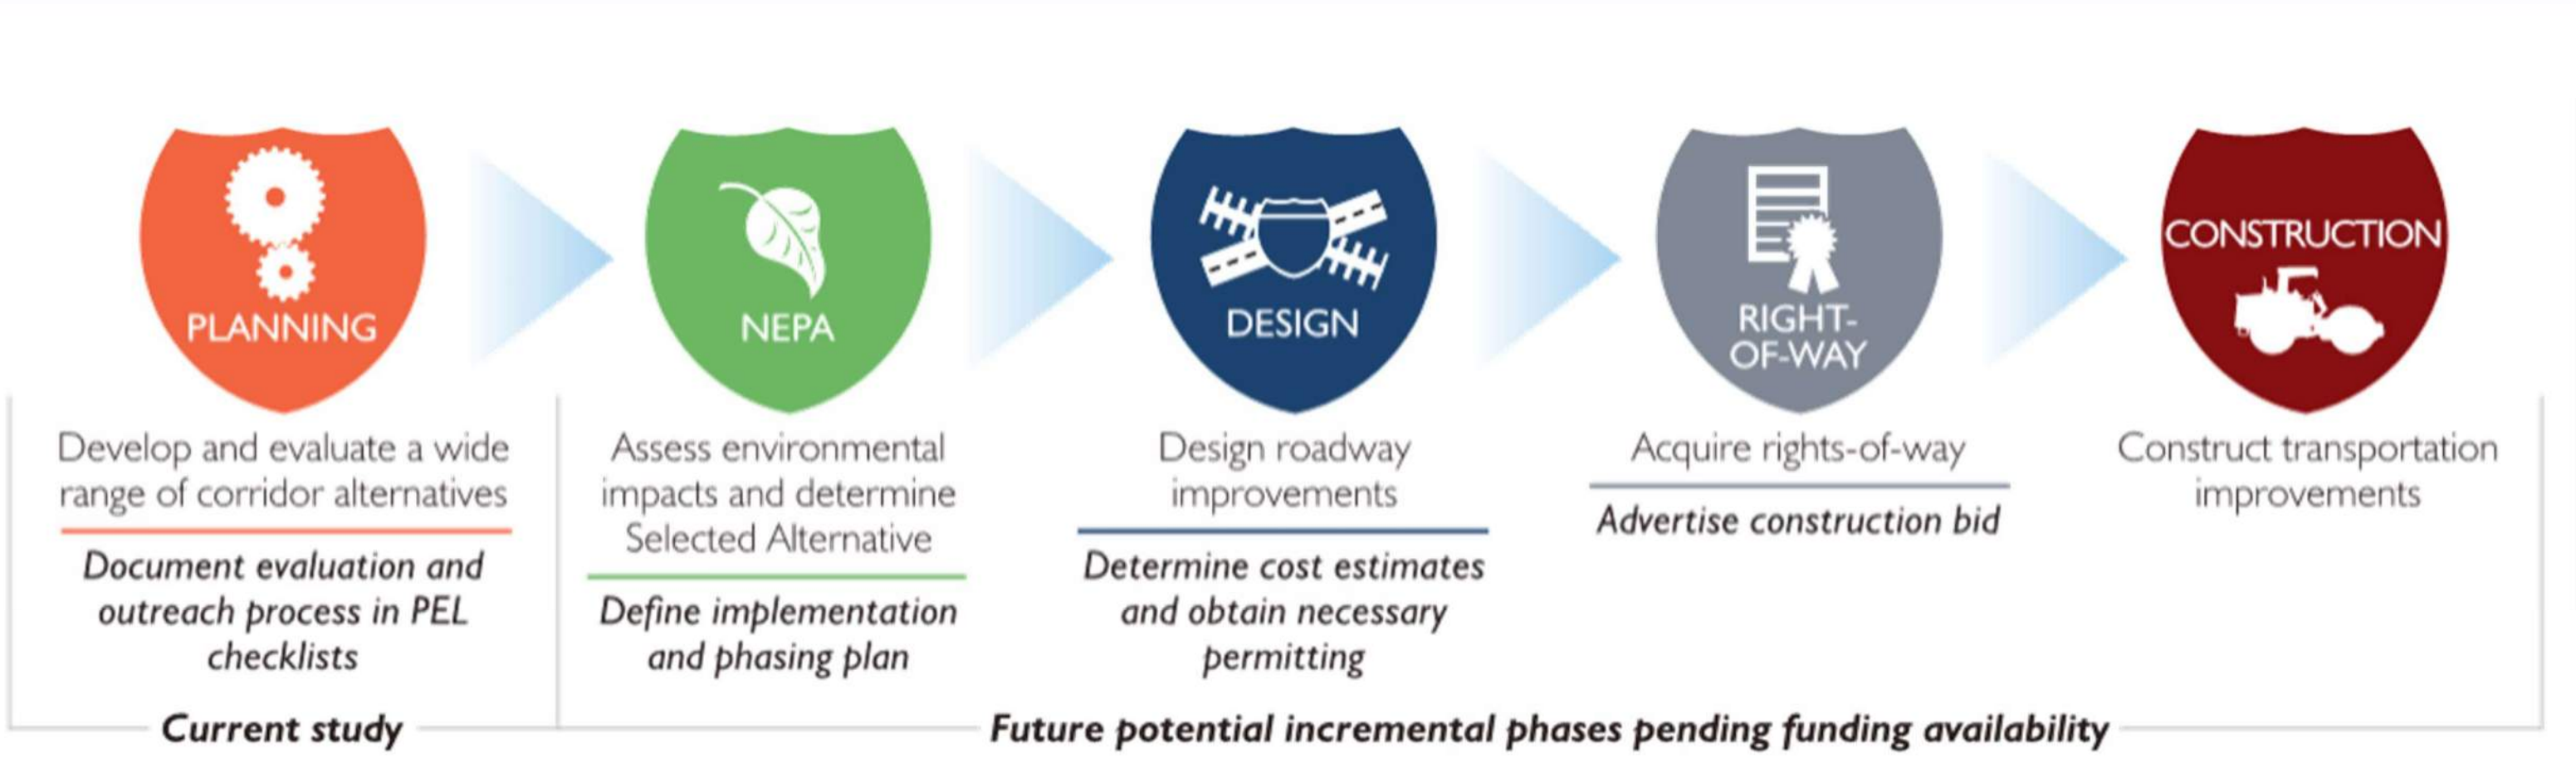 PLANNING
Develop and evaluate a wide
range of corridor alternatives
Document evaluation and
outreach process in PEL
checklists
NEPA
Assess environmental
impacts and determine
Selected Alternative
Define implementation
and phasing plan
DESIGN
Design roadway
improvements
Determine cost estimates
and obtain necessary
permitting
RIGHT-
OF-WAY
Acquire rights-of-way
Advertise construction bid
CONSTRUCTION
Construct transportation
improvements
Current study
Future potential incremental phases pending funding availability